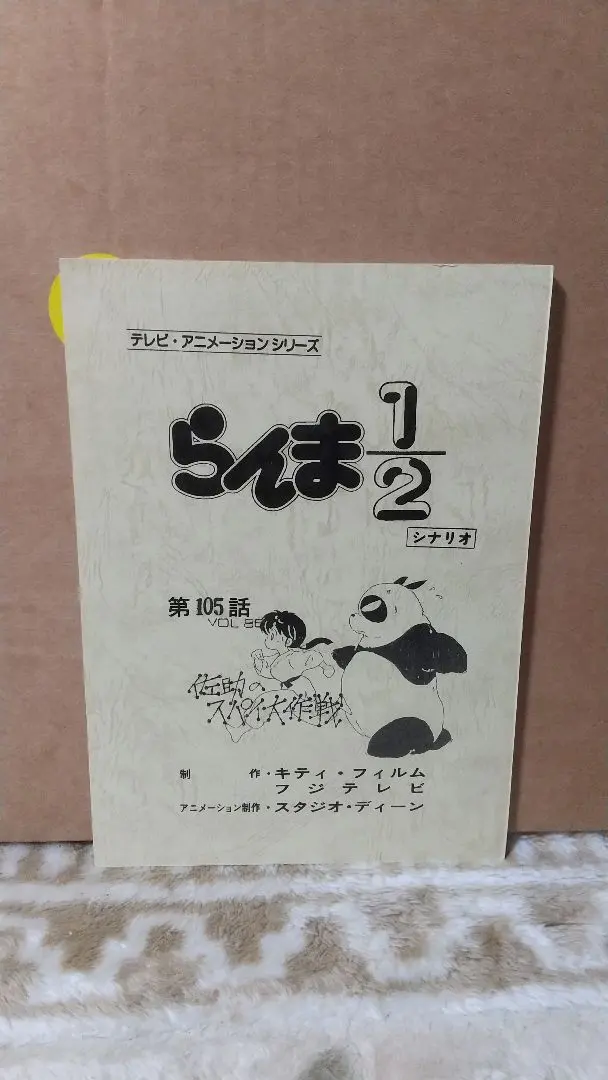 テレビ・アニメーションシリーズ
らんま1/2
シナリオ
第105話
VOL 86
佐助の
スパイ大作戦
制作・キティ・フィルム
フジテレビ
アニメーション制作・スタジオ・ディーン